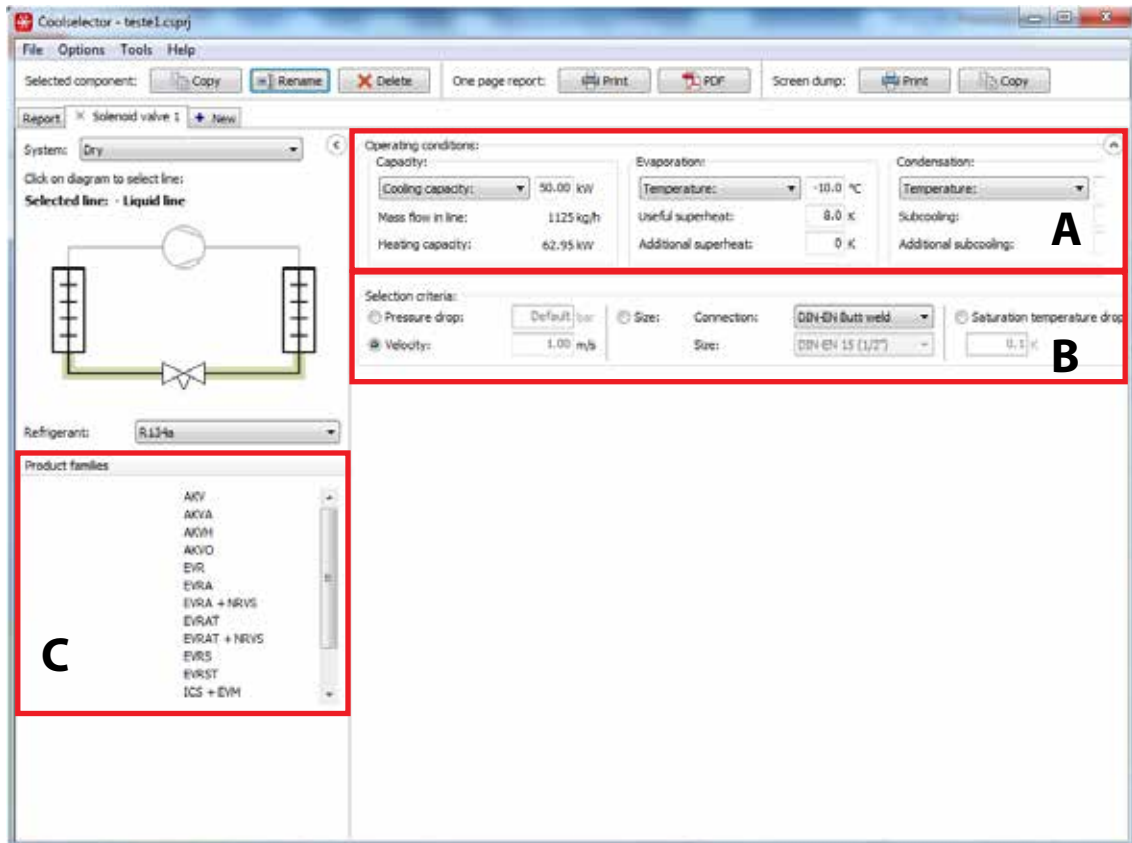 Coolselector - teste1.csprj
File Options Tools Help
Selected component: Copy Rename Delete One page report: Print PDF Screen dump: Print Copy
Report Solenoid valve 1 New
System: Dry
Click on diagram to select line:
Selected line: - Liquid line
Operating conditions:
Capacity: Evaporation: Condensation:
Cooling capacity: 50.00 kW Temperature: -10.0 °C Temperature:
Mass flow in line: 1125 kg/h Useful superheat: 8.0 K Subcooling:
Heating capacity: 62.95 kW Additional superheat: 0 K Additional subcooling:
A
Selection criteria:
Pressure drop: Default bar Size: Connection: DIN-EN Butt weld Saturation temperature drop
Velocity: 1.00 m/s Size: DIN-EN 15 (1/2") 0.1 K
B
Refrigerant: R134a
Product families
AKV
AKVA
AKVH
AKVO
EVR
EVRA
EVRA + NRVS
EVRAT
EVRAT + NRVS
EVRS
EVRST
ICS + EVM
C